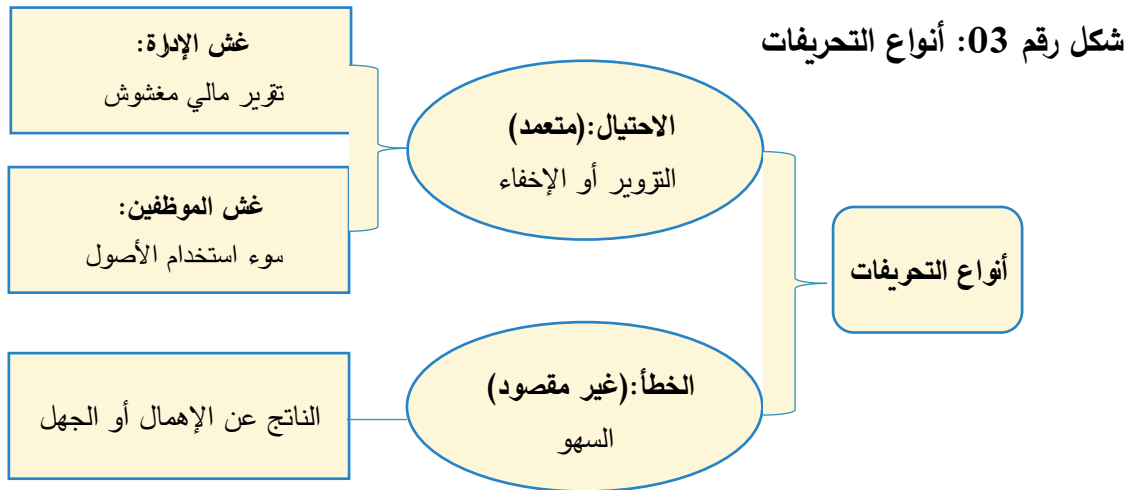 شكل رقم 03: أنواع التحريفات
أنواع التحريفات
الاحتيال:(متعمد)
التزوير أو الإخفاء
غش الإدارة:
تقرير مالي مغشوش
غش الموظفين:
سوء استخدام الأصول
الخطأ:(غير مقصود)
السهو
الناتج عن الإهمال أو الجهل